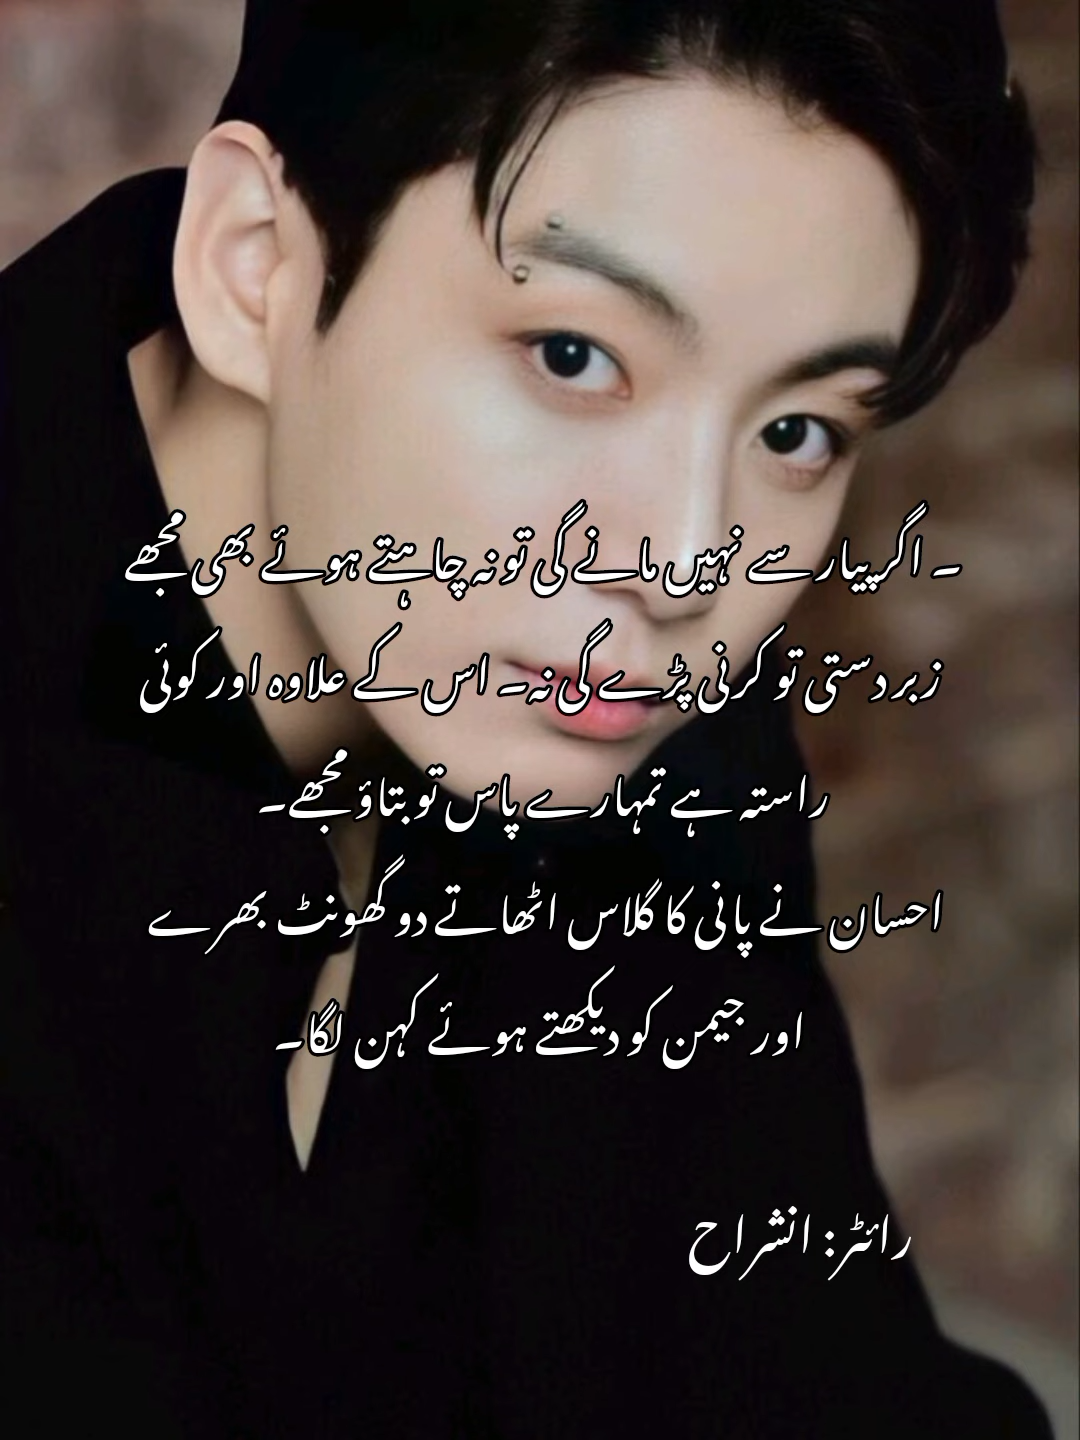 ۔ اگر پیار سے نہیں مانے گی تو نہ چاہتے ہوئے بھی مجھے
زبردستی تو کرنی پڑے گی نہ۔ اس کے علاوہ اور کوئی
راستہ ہے تمہارے پاس تو بتاؤ مجھے۔
احسان نے پانی کا گلاس اٹھاتے دو گھونٹ بھرے
اور جیمن کو دیکھتے ہوئے کہن لگا۔
رائٹر: انشراح